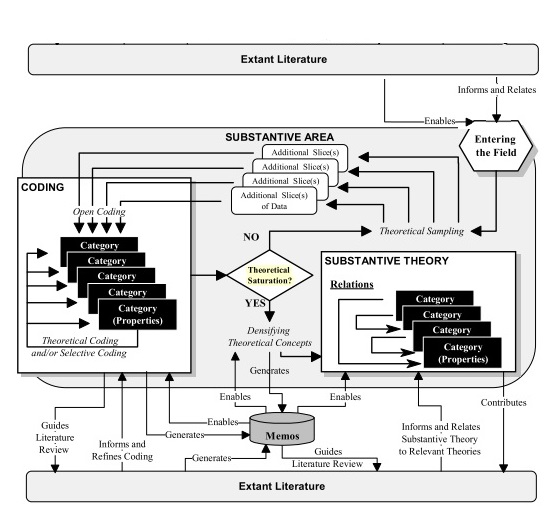 Extant Literature
Informs and Relates
Enables
Entering
the Field
SUBSTANTIVE AREA
Additional Slice(s)
Additional Slice(s)
Additional Slice(s)
Additional Slice(s)
of Data
CODING
Open Coding
Category
Category
Category
Category
Category
(Properties)
Theoretical Coding
and/or Selective Coding
NO
Theoretical Sampling
Theoretical
Saturation?
YES
Densifying
Theoretical Concepts
SUBSTANTIVE THEORY
Relations
Category
Category
Category
Category
(Properties)
Generates
Enables
Enables
Enables
Contributes
Memos
Generates
Guides
Literature
Review
Informs and
Refines Coding
Generates
Guides
Literature Review
Informs and Relates
Substantive Theory
to Relevant Theories
Extant Literature